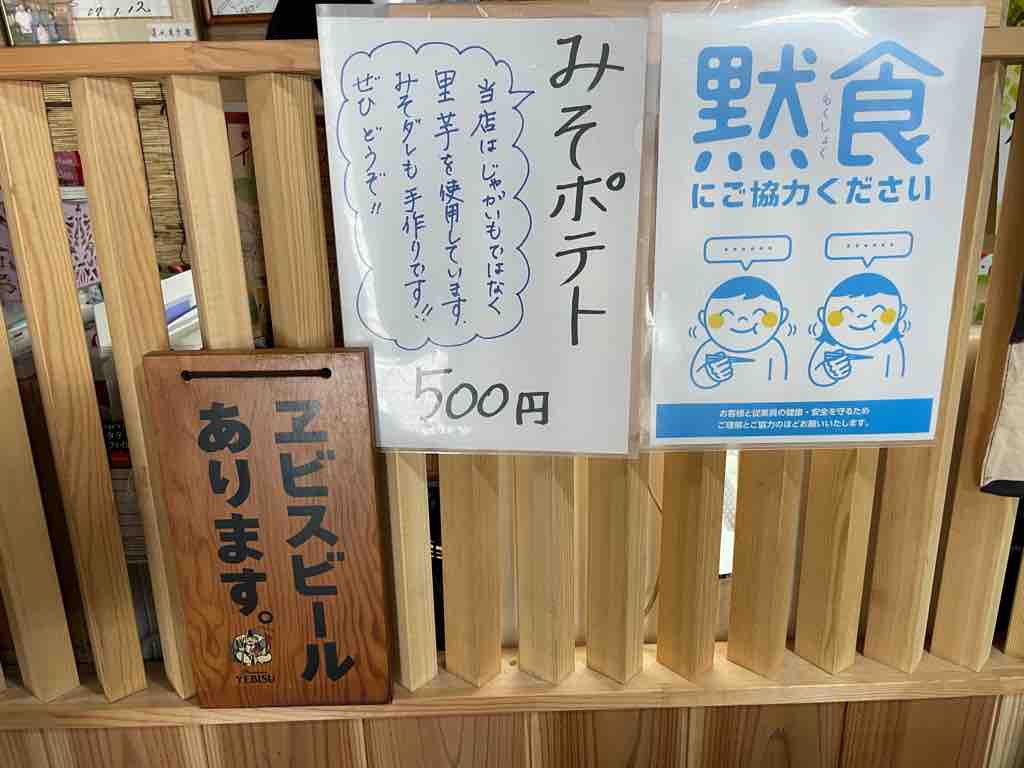 みそポテト
当店はじゃがいもではなく
里芋を使用しています。
みそダレも手作りです!!
ぜひどうぞ!!
500円
黙食
もくしょく
にご協力ください
......
......
お客様と従業員の健康・安全を守るため
ご理解とご協力のほどお願いいたします。
ヱビスビール
あります。
YEBISU